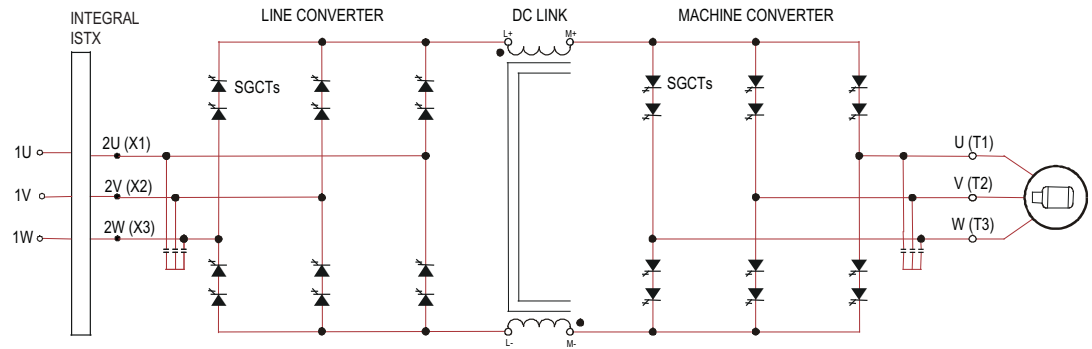 INTEGRAL
ISTX
LINE CONVERTER
DC LINK
MACHINE CONVERTER
L+
M+
SGCTs
SGCTs
1U
2U (X1)
U (T1)
1V
2V (X2)
V (T2)
1W
2W (X3)
W (T3)
L-
M-